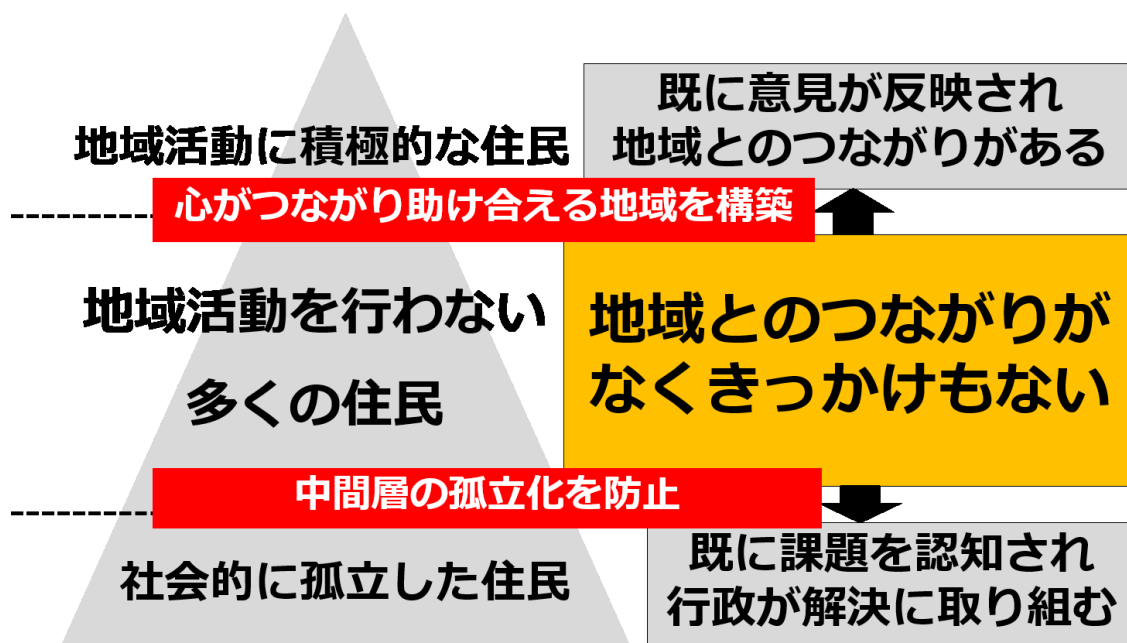 地域活動に積極的な住民
既に意見が反映され
地域とのつながりがある
心がつながり助け合える地域を構築
地域活動を行わない
多くの住民
地域とのつながりが
なくきっかけもない
中間層の孤立化を防止
社会的に孤立した住民
既に課題を認知され
行政が解決に取り組む